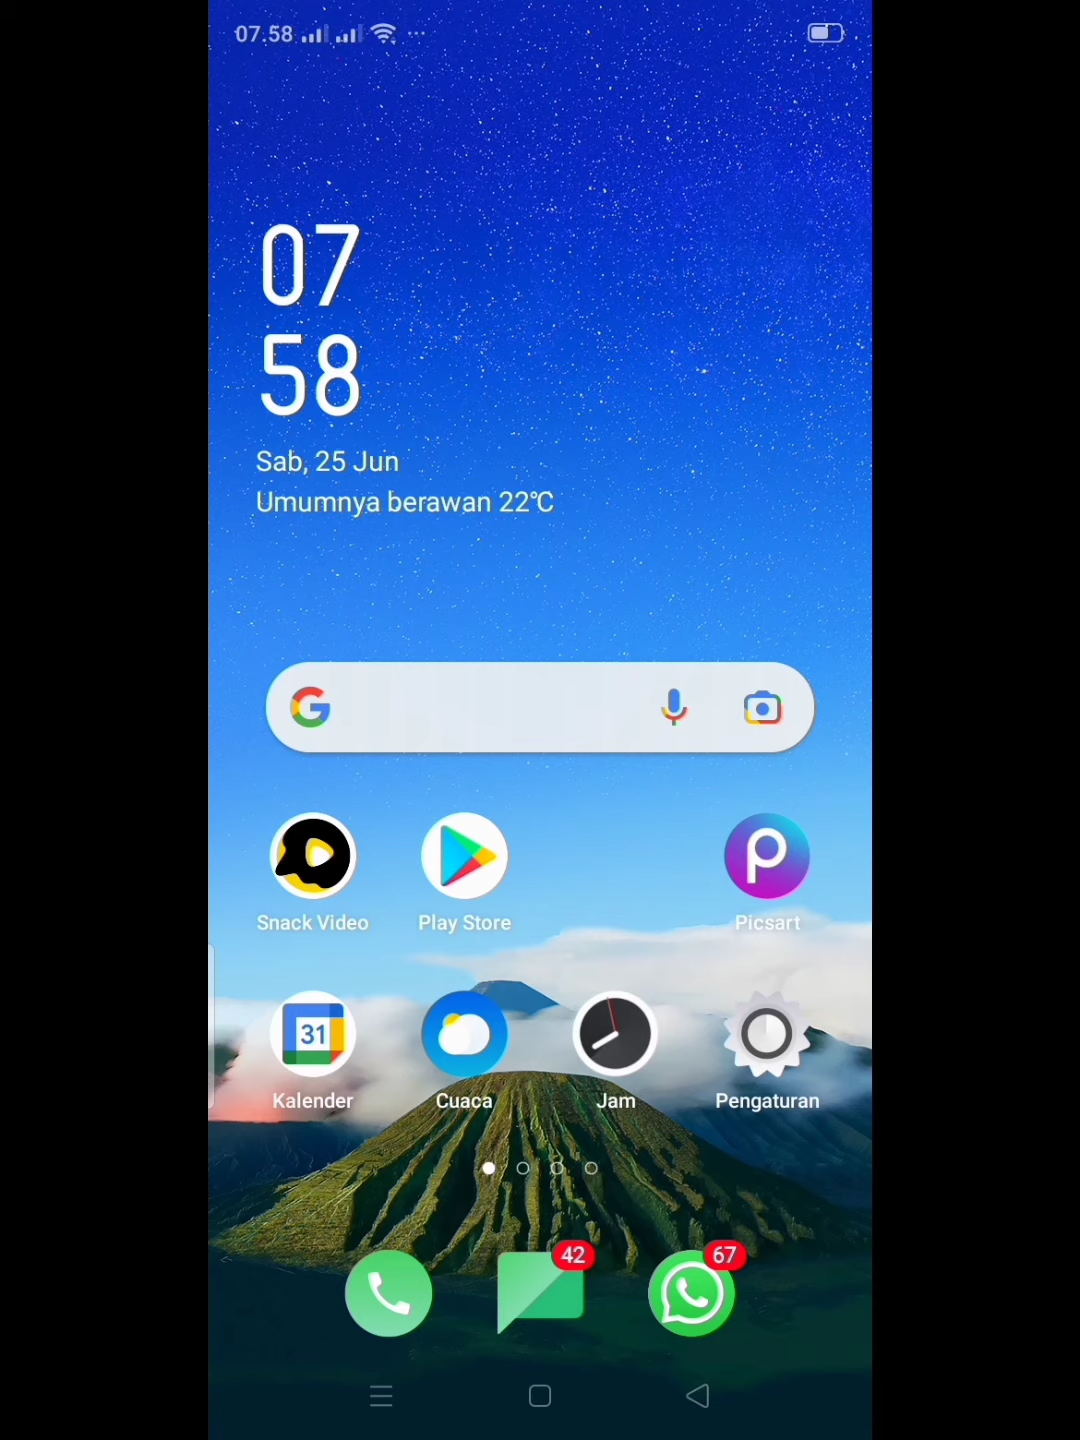 07.58
07
58
Sab, 25 Jun
Umumnya berawan 22°C
Snack Video
Play Store
Picsart
31
Kalender
Cuaca
Jam
Pengaturan
42
67